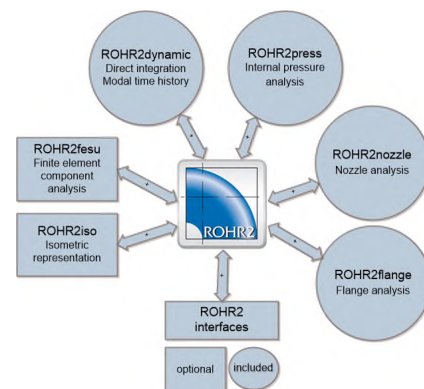 ROHR2dynamic
Direct integration
Modal time history
ROHR2press
Internal pressure
analysis
ROHR2fesu
Finite element
component
analysis
ROHR2nozzle
Nozzle analysis
ROHR2iso
Isometric
representation
ROHR2
ROHR2flange
Flange analysis
ROHR2
interfaces
optional
included